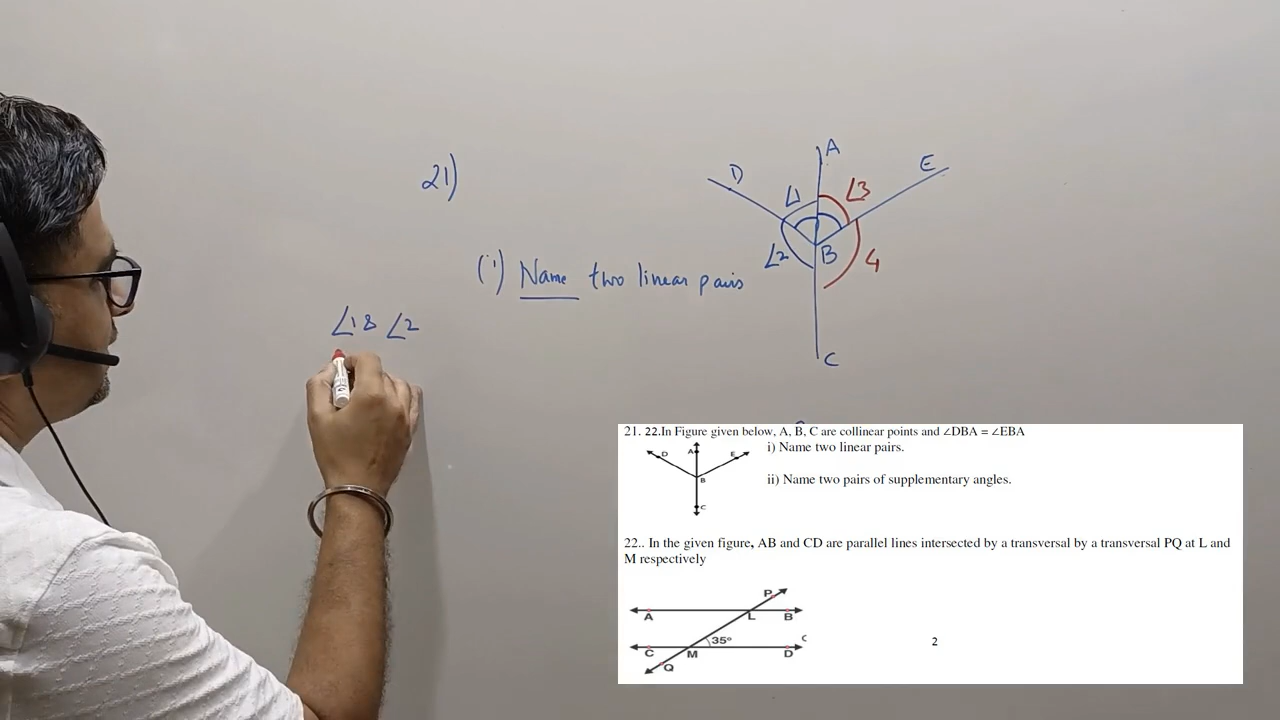 21)
A
D
E
∠1
∠3
∠2
B
4
C
(i) Name two linear pairs
∠1 & ∠2
21. 22.In Figure given below, A, B, C are collinear points and ∠DBA = ∠EBA
i) Name two linear pairs.
ii) Name two pairs of supplementary angles.
D
A
E
B
C
22.. In the given figure, AB and CD are parallel lines intersected by a transversal by a transversal PQ at L and
M respectively
P
A
L
B
35°
C
M
D
Q
2